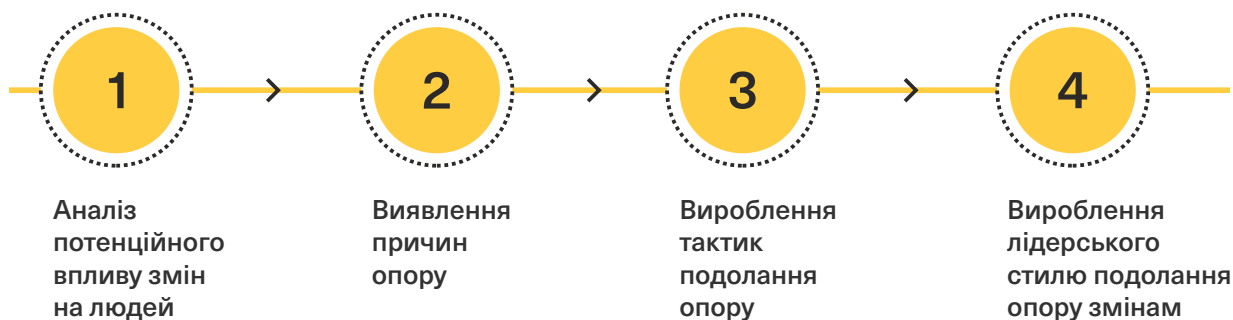 1
2
3
4
Аналіз
потенційного
впливу змін
на людей
Виявлення
причин
опору
Вироблення
тактик
подолання
опору
Вироблення
лідерського
стилю подолання
опору змінам